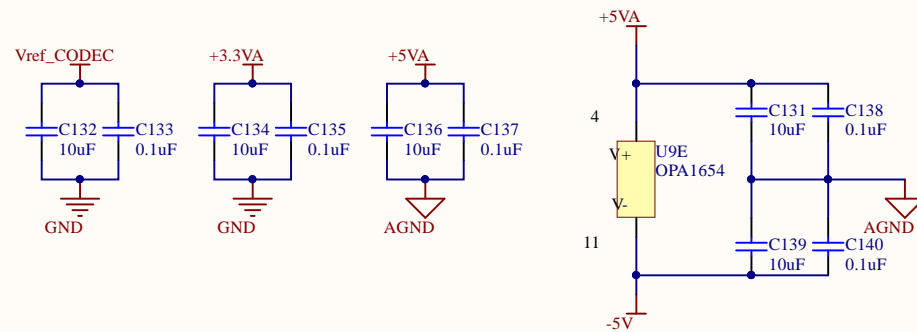 Vref_CODEC
C132
10uF
C133
0.1uF
GND
+3.3VA
C134
10uF
C135
0.1uF
GND
+5VA
C136
10uF
C137
0.1uF
AGND
+5VA
4
V+
V-
U9E
OPA1654
11
C131
10uF
C138
0.1uF
AGND
C139
10uF
C140
0.1uF
-5V